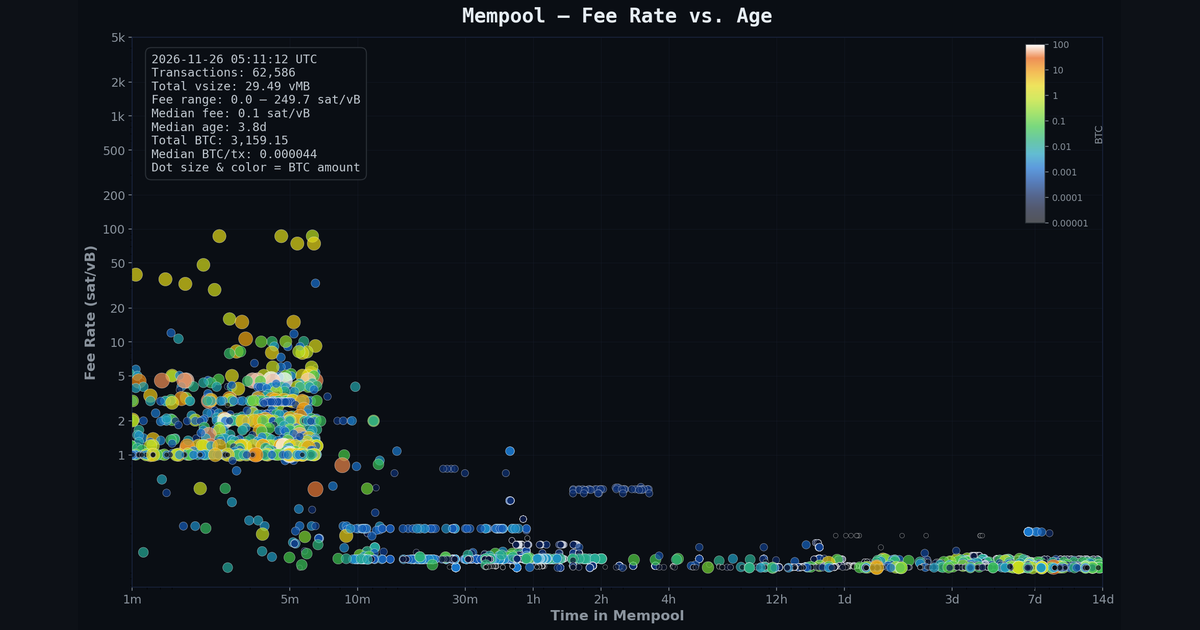 Mempool — Fee Rate vs. Age
2026-11-26 05:11:12 UTC
Transactions: 62,586
Total vsize: 29.49 vMB
Fee range: 0.0 – 249.7 sat/vB
Median fee: 0.1 sat/vB
Median age: 3.8d
Total BTC: 3,159.15
Median BTC/tx: 0.000044
Dot size & color = BTC amount
100
10
1
0.1
0.01
0.001
0.0001
0.00001
BTC
5k
2k
1k
500
200
100
50
20
10
5
2
1
Fee Rate (sat/vB)
1m
5m
10m
30m
1h
2h
4h
12h
1d
3d
7d
14d
Time in Mempool